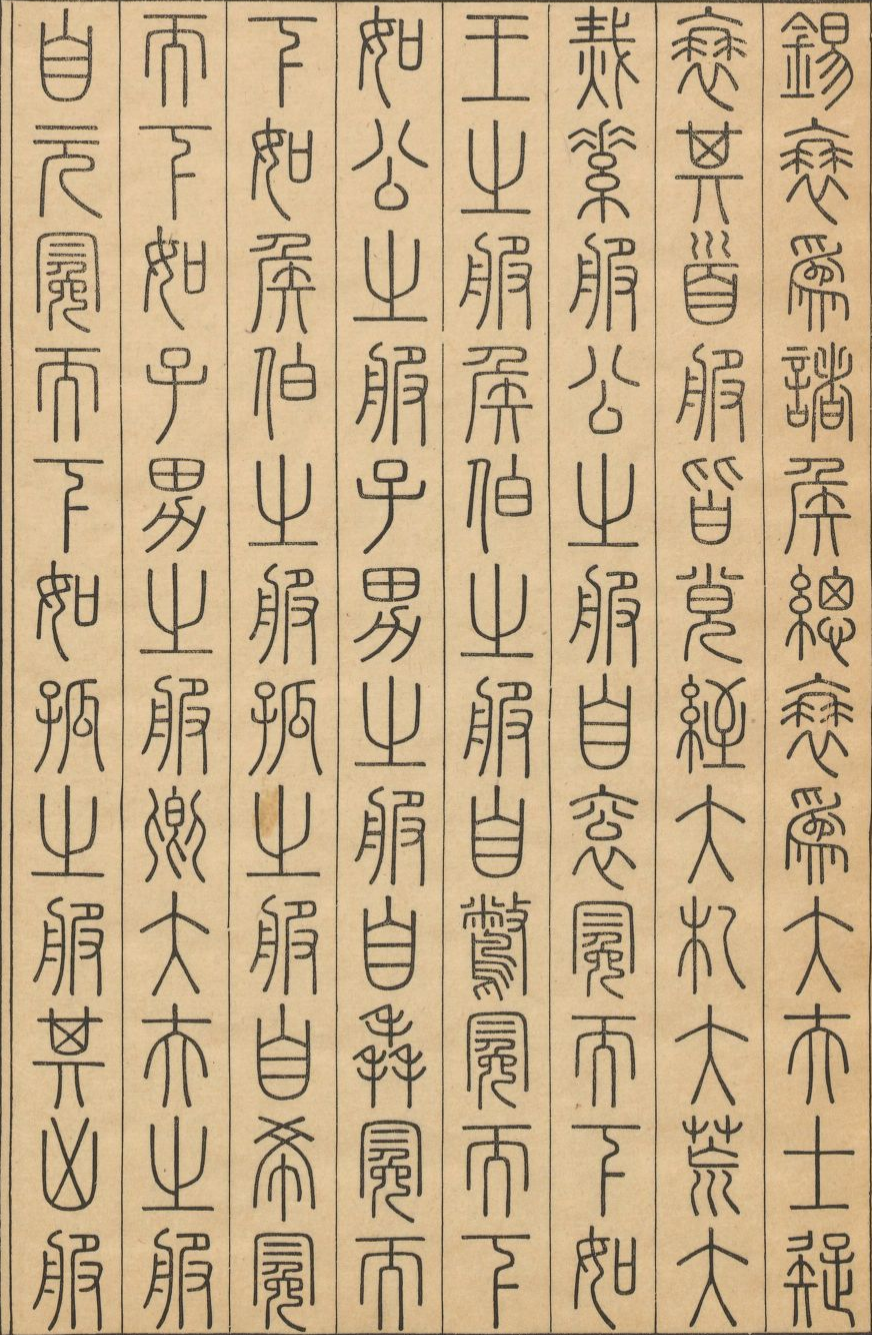 錫衰爲諸侯緦衰爲大夫士疑
衰其首服皆弁絰大札大荒大
烖素服公之服自袞冕而下如
王之服侯伯之服自鷩冕而下
如公之服子男之服自毳冕而
下如侯伯之服孤之服自希冕
而下如子男之服卿大夫之服
自元冕而下如孤之服其凶服